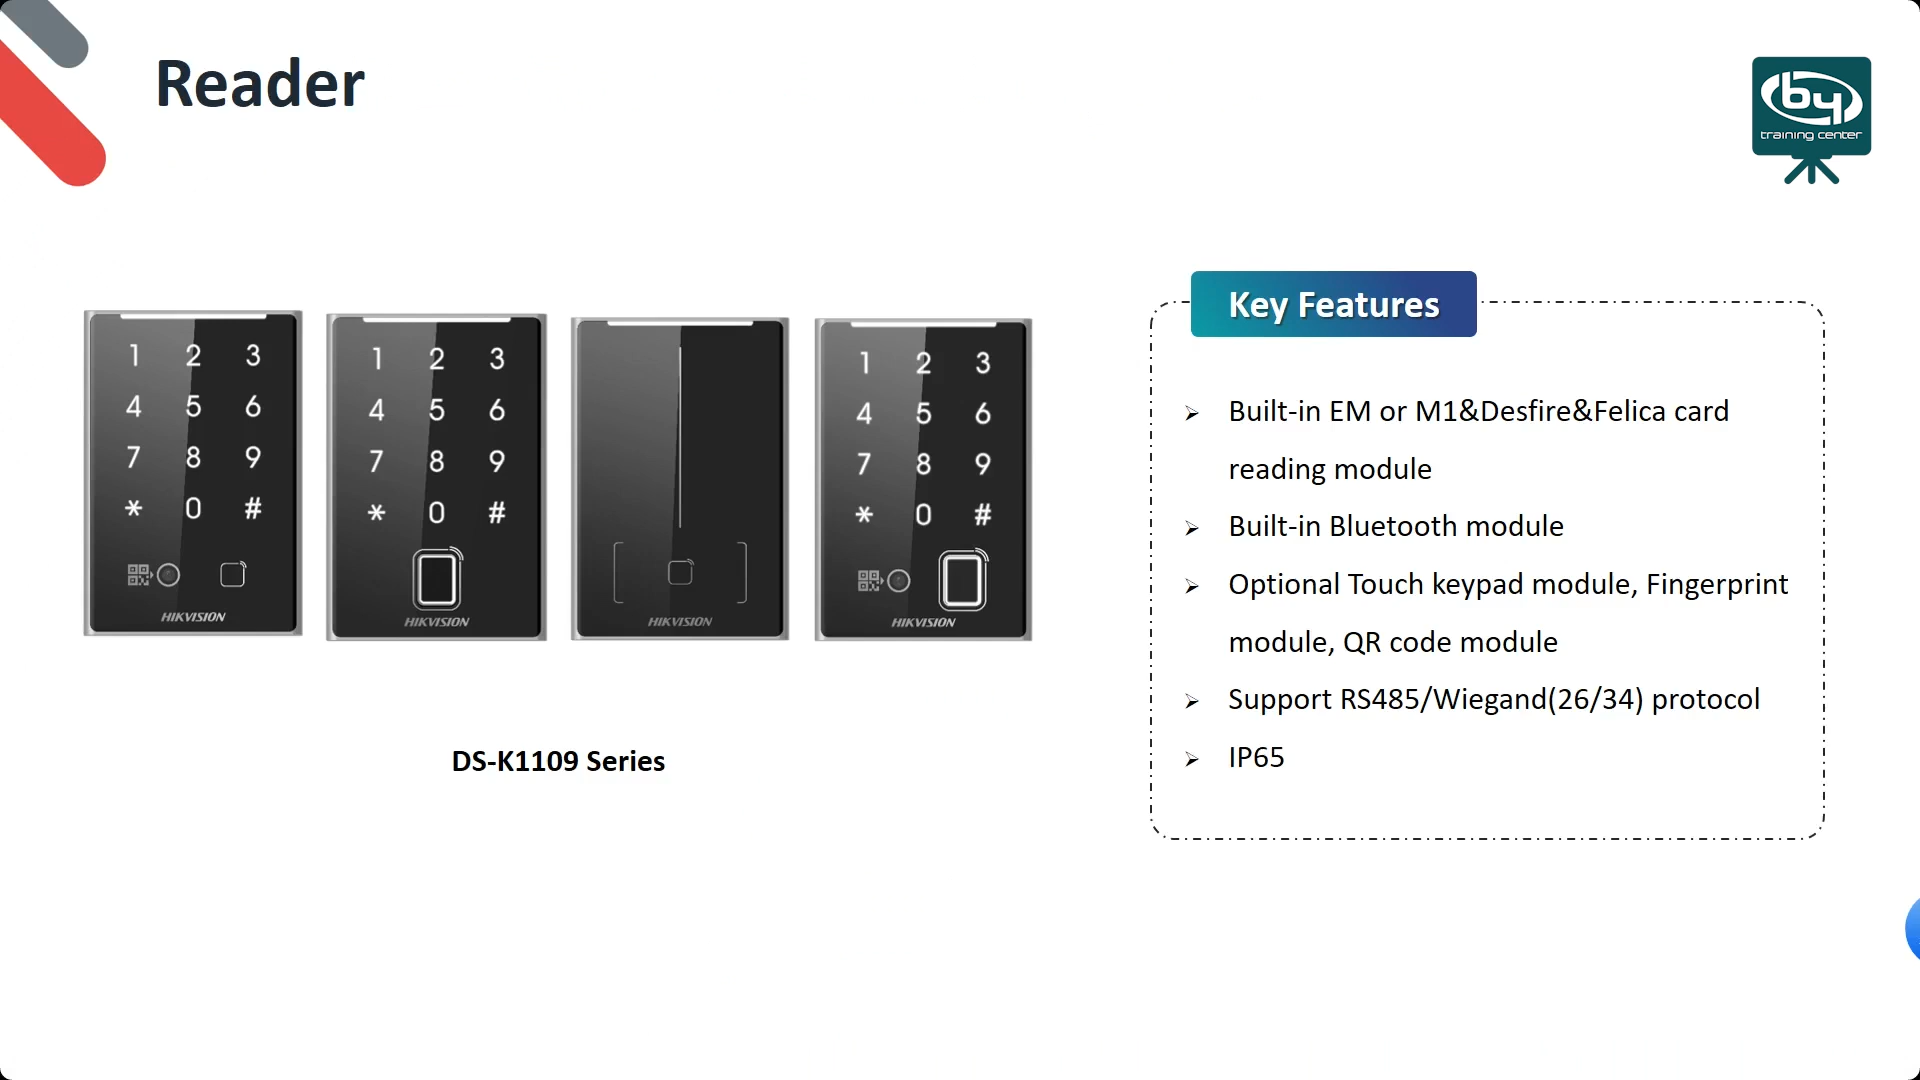 Reader
by
training center
1 2 3
4 5 6
7 8 9
* 0 #
HIKVISION
1 2 3
4 5 6
7 8 9
* 0 #
HIKVISION
HIKVISION
1 2 3
4 5 6
7 8 9
* 0 #
HIKVISION
DS-K1109 Series
Key Features
➢ Built-in EM or M1&Desfire&Felica card
reading module
➢ Built-in Bluetooth module
➢ Optional Touch keypad module, Fingerprint
module, QR code module
➢ Support RS485/Wiegand(26/34) protocol
➢ IP65